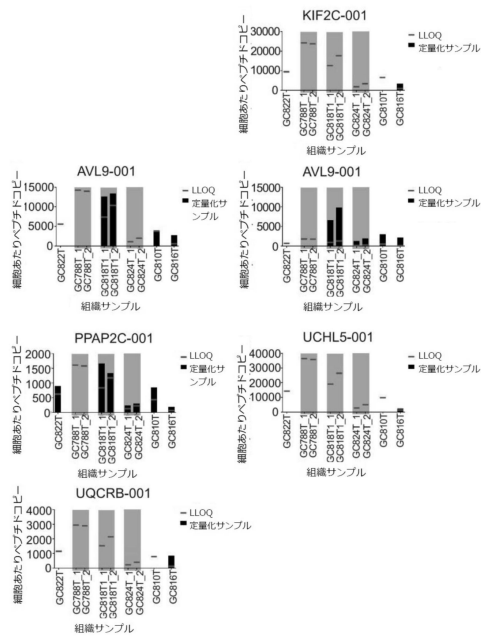 KIF2C-001
細胞あたりペプチドコピー
30000
20000
10000
0
GC822T
GC788T_1
GC788T_2
GC818T1_1
GC818T1_2
GC824T_1
GC824T_2
GC810T
GC816T
組織サンプル
LLOQ
定量化サンプル
AVL9-001
細胞あたりペプチドコピー
15000
10000
5000
0
GC822T
GC788T_1
GC788T_2
GC818T1_1
GC818T1_2
GC824T_1
GC824T_2
GC810T
GC816T
組織サンプル
LLOQ
定量化サ
ンプル
AVL9-001
細胞あたりペプチドコピー
15000
10000
5000
0
GC822T
GC788T_1
GC788T_2
GC818T1_1
GC818T1_2
GC824T_1
GC824T_2
GC810T
GC816T
組織サンプル
LLOQ
定量化サンプル
PPAP2C-001
細胞あたりペプチドコピー
2000
1500
1000
500
0
GC822T
GC788T_1
GC788T_2
GC818T1_1
GC818T1_2
GC824T_1
GC824T_2
GC810T
GC816T
組織サンプル
LLOQ
定量化サ
ンプル
UCHL5-001
細胞あたりペプチドコピー
40000
30000
20000
10000
0
GC822T
GC788T_1
GC788T_2
GC818T1_1
GC818T1_2
GC824T_1
GC824T_2
GC810T
GC816T
組織サンプル
LLOQ
定量化サンプル
UQCRB-001
細胞あたりペプチドコピー
4000
3000
2000
1000
0
GC822T
GC788T_1
GC788T_2
GC818T1_1
GC818T1_2
GC824T_1
GC824T_2
GC810T
GC816T
組織サンプル
LLOQ
定量化サンプル